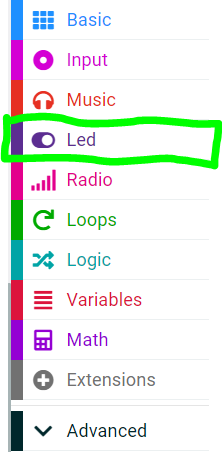 Basic
Input
Music
Led
Radio
Loops
Logic
Variables
Math
Extensions
Advanced